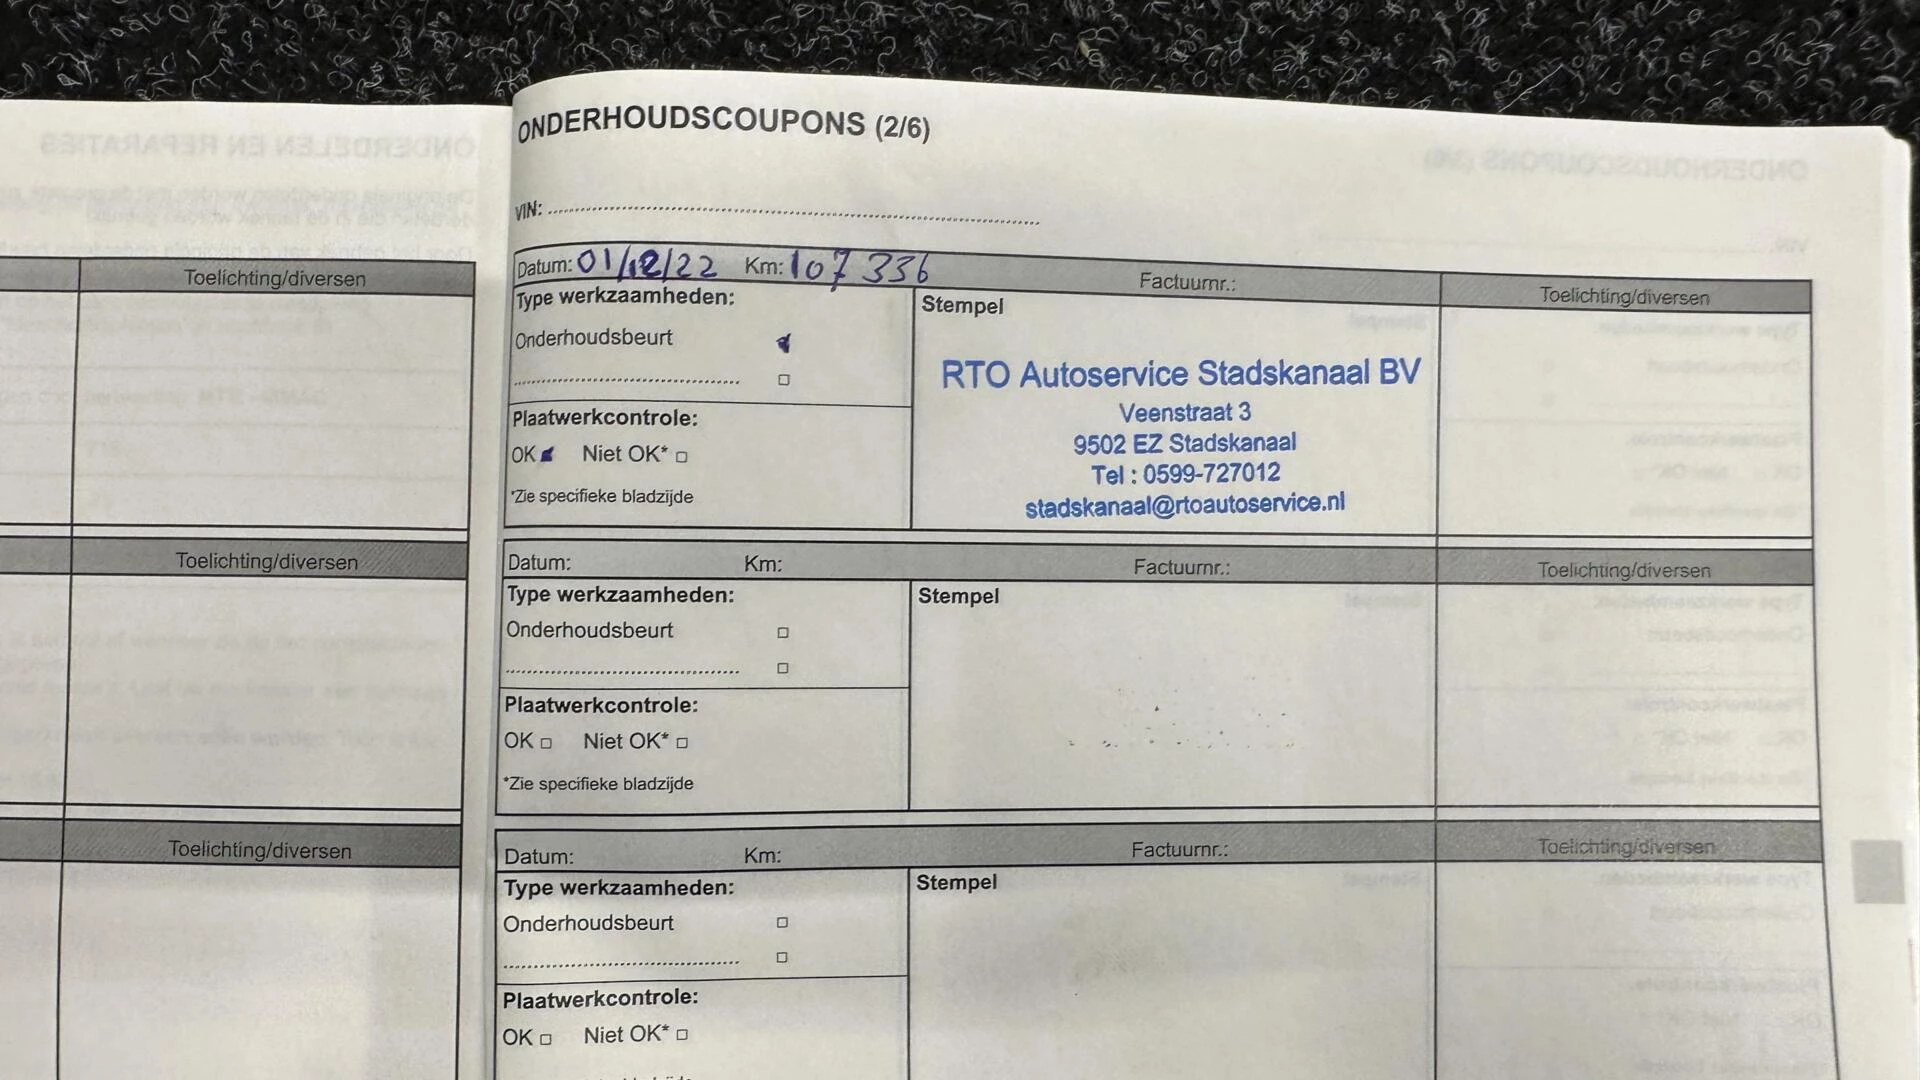 ONDERDELEN EN REPARATIES
Toelichting/diversen
Toelichting/diversen
Toelichting/diversen
ONDERHOUDSCOUPONS (2/6)
VIN:
Datum: 01/12/22 Km: 107 336 Factuurnr.: Toelichting/diversen
Type werkzaamheden:
Onderhoudsbeurt
Plaatwerkcontrole:
OK Niet OK*
*Zie specifieke bladzijde
Stempel
RTO Autoservice Stadskanaal BV
Veenstraat 3
9502 EZ Stadskanaal
Tel : 0599-727012
stadskanaal@rtoautoservice.nl
Datum: Km: Factuurnr.: Toelichting/diversen
Type werkzaamheden:
Onderhoudsbeurt
Plaatwerkcontrole:
OK Niet OK*
*Zie specifieke bladzijde
Stempel
Datum: Km: Factuurnr.: Toelichting/diversen
Type werkzaamheden:
Onderhoudsbeurt
Plaatwerkcontrole:
OK Niet OK*
Stempel